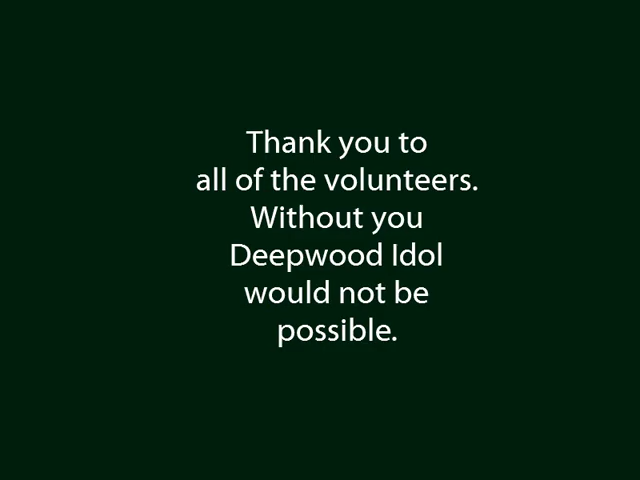 Thank you to
all of the volunteers.
Without you
Deepwood Idol
would not be
possible.